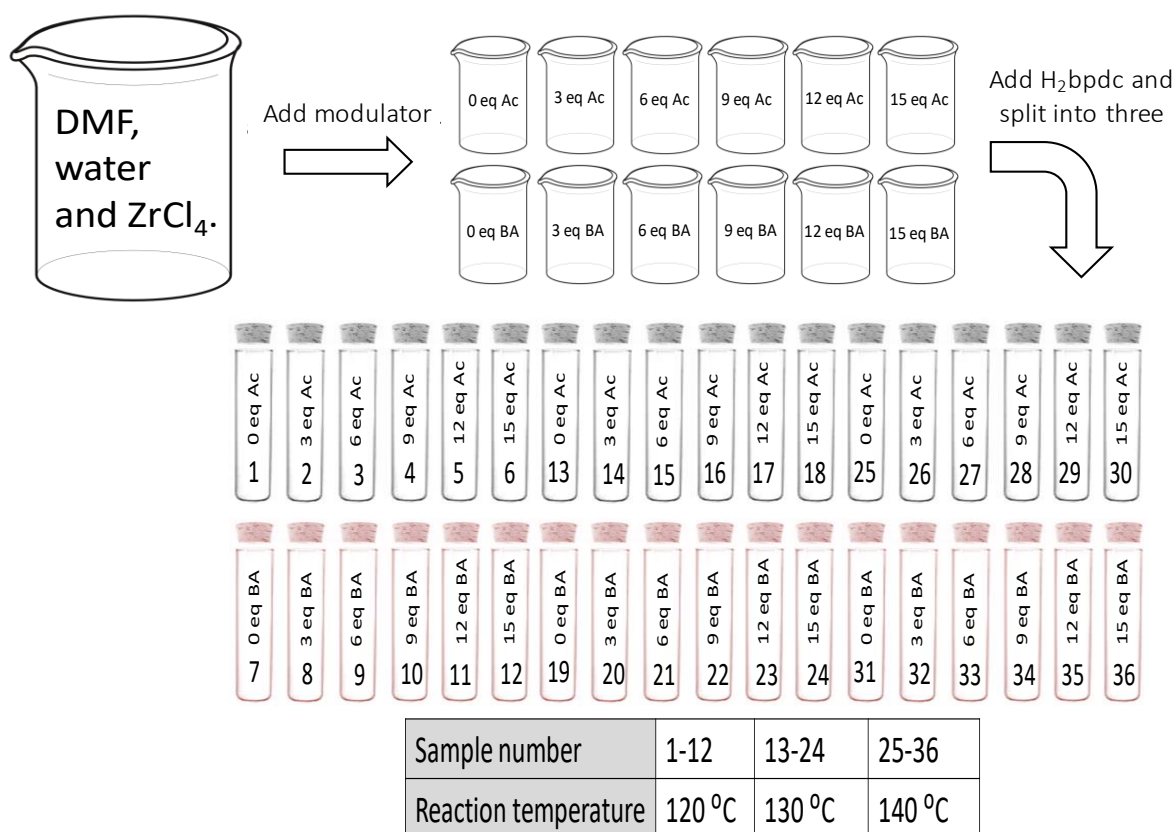 DMF,
water
and ZrCl₄.
Add modulator
0 eq Ac
3 eq Ac
6 eq Ac
9 eq Ac
12 eq Ac
15 eq Ac
0 eq BA
3 eq BA
6 eq BA
9 eq BA
12 eq BA
15 eq BA
Add H₂bpdc and
split into three
0 eq Ac
1
3 eq Ac
2
6 eq Ac
3
9 eq Ac
4
12 eq Ac
5
15 eq Ac
6
0 eq Ac
13
3 eq Ac
14
6 eq Ac
15
9 eq Ac
16
12 eq Ac
17
15 eq Ac
18
0 eq Ac
25
3 eq Ac
26
6 eq Ac
27
9 eq Ac
28
12 eq Ac
29
15 eq Ac
30
0 eq BA
7
3 eq BA
8
6 eq BA
9
9 eq BA
10
12 eq BA
11
15 eq BA
12
0 eq BA
19
3 eq BA
20
6 eq BA
21
9 eq BA
22
12 eq BA
23
15 eq BA
24
0 eq BA
31
3 eq BA
32
6 eq BA
33
9 eq BA
34
12 eq BA
35
15 eq BA
36
Sample number 1-12 13-24 25-36
Reaction temperature 120 ⁰C 130 ⁰C 140 ⁰C